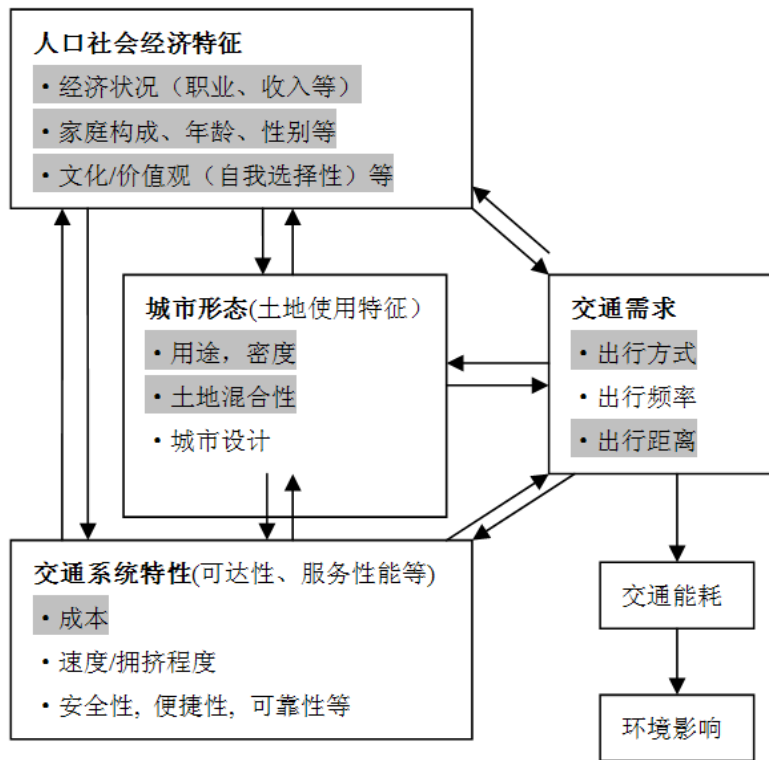 人口社会经济特征
·经济状况（职业、收入等）
·家庭构成、年龄、性别等
·文化/价值观（自我选择性）等
城市形态(土地使用特征）
·用途，密度
·土地混合性
·城市设计
交通需求
·出行方式
·出行频率
·出行距离
交通系统特性(可达性、服务性能等)
·成本
·速度/拥挤程度
·安全性, 便捷性, 可靠性等
交通能耗
环境影响